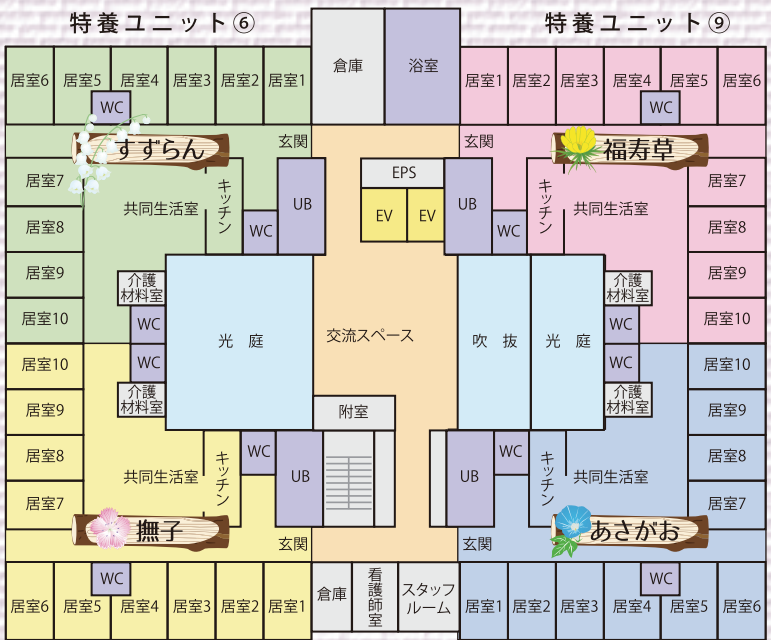 特養ユニット⑥
特養ユニット⑨
倉庫
浴室
居室6
居室5
居室4
居室3
居室2
居室1
WC
居室1
居室2
居室3
居室4
居室5
居室6
WC
すずらん
玄関
玄関
福寿草
居室7
居室8
居室9
居室10
共同生活室
キッチン
WC
UB
EPS
EV
EV
UB
WC
キッチン
共同生活室
居室7
居室8
居室9
居室10
介護
材料室
WC
介護
材料室
WC
光庭
交流スペース
吹抜
光庭
居室10
居室9
居室8
居室7
WC
介護
材料室
WC
介護
材料室
居室10
居室9
居室8
居室7
共同生活室
キッチン
WC
UB
附室
UB
WC
キッチン
共同生活室
撫子
玄関
玄関
あさがお
居室6
居室5
居室4
居室3
居室2
居室1
WC
倉庫
看護師室
スタッフ
ルーム
居室1
居室2
居室3
居室4
居室5
居室6
WC